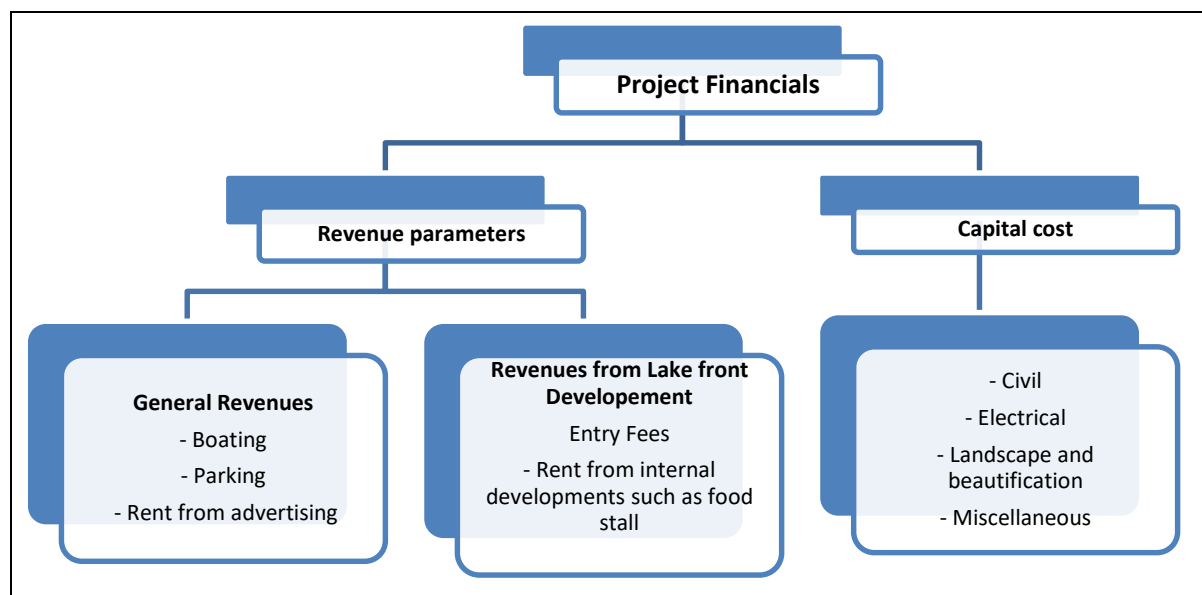 Project Financials
Revenue parameters
Capital cost
General Revenues
- Boating
- Parking
- Rent from advertising
Revenues from Lake front
Developement
Entry Fees
- Rent from internal
developments such as food
stall
- Civil
- Electrical
- Landscape and
beautification
- Miscellaneous